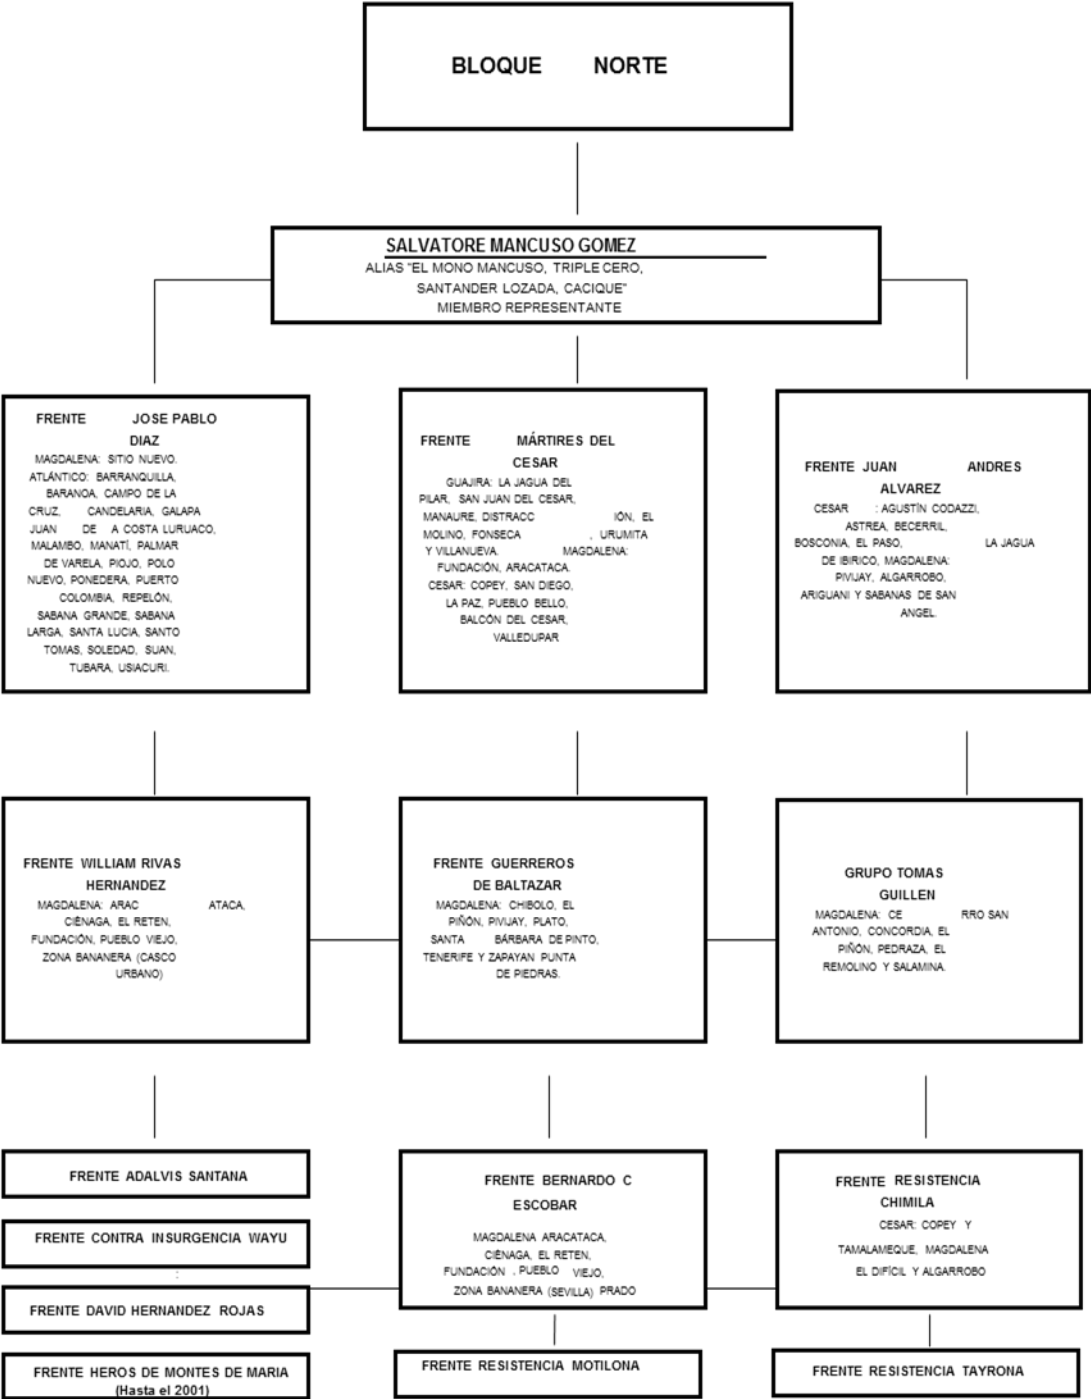 BLOQUE NORTE
SALVATORE MANCUSO GOMEZ
ALIAS "EL MONO MANCUSO, TRIPLE CERO,
SANTANDER LOZADA, CACIQUE"
MIEMBRO REPRESENTANTE
FRENTE JOSE PABLO
DIAZ
MAGDALENA: SITIO NUEVO.
ATLÁNTICO: BARRANQUILLA,
BARANOA, CAMPO DE LA
CRUZ, CANDELARIA, GALAPA
JUAN DE A COSTA LURUACO,
MALAMBO, MANATÍ, PALMAR
DE VARELA, PIOJO, POLO
NUEVO, PONEDERA, PUERTO
COLOMBIA, REPELÓN,
SABANA GRANDE, SABANA
LARGA, SANTA LUCIA, SANTO
TOMAS, SOLEDAD, SUAN,
TUBARA, USIACURI.
FRENTE MÁRTIRES DEL
CESAR
GUAJIRA: LA JAGUA DEL
PILAR, SAN JUAN DEL CESAR,
MANAURE, DISTRACC IÓN, EL
MOLINO, FONSECA , URUMITA
Y VILLANUEVA. MAGDALENA:
FUNDACIÓN, ARACATACA.
CESAR: COPEY, SAN DIEGO,
LA PAZ, PUEBLO BELLO,
BALCÓN DEL CESAR,
VALLEDUPAR
FRENTE JUAN ANDRES
ALVAREZ
CESAR : AGUSTÍN CODAZZI,
ASTREA, BECERRIL,
BOSCONIA, EL PASO, LA JAGUA
DE IBIRICO, MAGDALENA:
PIVIJAY, ALGARROBO,
ARIGUANI Y SABANAS DE SAN
ANGEL.
FRENTE WILLIAM RIVAS
HERNANDEZ
MAGDALENA: ARAC ATACA,
CIÉNAGA, EL RETEN,
FUNDACIÓN, PUEBLO VIEJO,
ZONA BANANERA (CASCO
URBANO)
FRENTE GUERREROS
DE BALTAZAR
MAGDALENA: CHIBOLO, EL
PIÑÓN, PIVIJAY, PLATO,
SANTA BÁRBARA DE PINTO,
TENERIFE Y ZAPAYAN PUNTA
DE PIEDRAS.
GRUPO TOMAS
GUILLEN
MAGDALENA: CE RRO SAN
ANTONIO, CONCORDIA, EL
PIÑÓN, PEDRAZA, EL
REMOLINO Y SALAMINA.
FRENTE ADALVIS SANTANA
FRENTE CONTRA INSURGENCIA WAYU
:
FRENTE DAVID HERNANDEZ ROJAS
FRENTE HEROS DE MONTES DE MARIA
(Hasta el 2001)
FRENTE BERNARDO C
ESCOBAR
MAGDALENA ARACATACA,
CIÉNAGA, EL RETEN,
FUNDACIÓN , PUEBLO VIEJO,
ZONA BANANERA (SEVILLA) PRADO
FRENTE RESISTENCIA MOTILONA
FRENTE RESISTENCIA
CHIMILA
CESAR: COPEY Y
TAMALAMEQUE, MAGDALENA
EL DIFÍCIL Y ALGARROBO
FRENTE RESISTENCIA TAYRONA